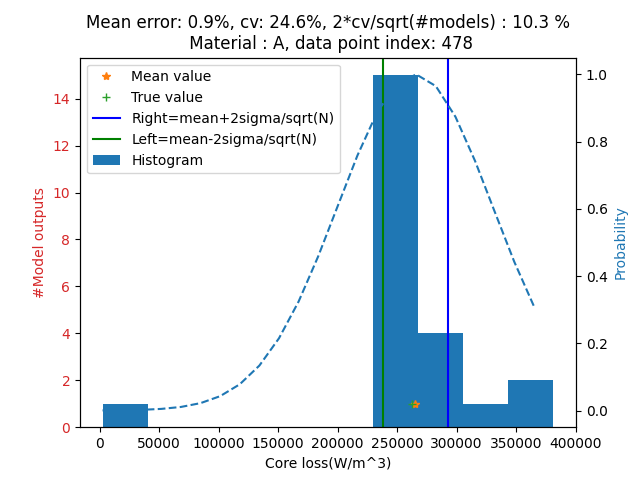 Mean error: 0.9%, cv: 24.6%, 2*cv/sqrt(#models) : 10.3 %
Material : A, data point index: 478
Mean value
True value
Right=mean+2sigma/sqrt(N)
Left=mean-2sigma/sqrt(N)
Histogram
#Model outputs
14
12
10
8
6
4
2
0
1.0
0.8
0.6
0.4
0.2
0.0
Probability
0 50000 100000 150000 200000 250000 300000 350000 400000
Core loss(W/m^3)